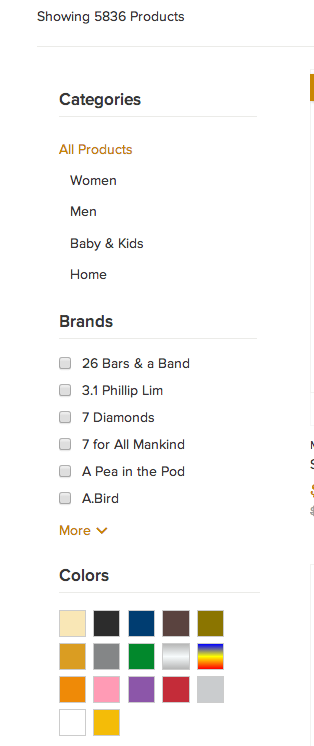 Showing 5836 Products
Categories
All Products
Women
Men
Baby & Kids
Home
Brands
26 Bars & a Band
3.1 Phillip Lim
7 Diamonds
7 for All Mankind
A Pea in the Pod
A.Bird
More
Colors